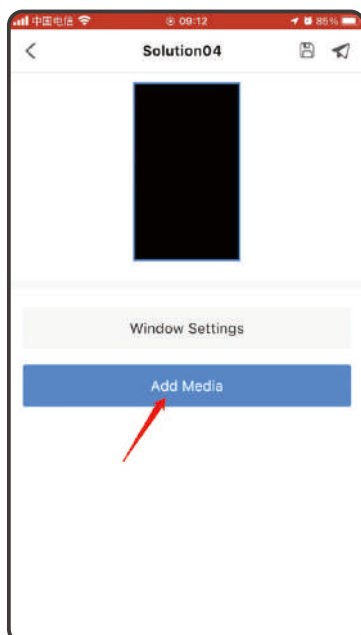 中国电信 09:12 85%
Solution04
Window Settings
Add Media